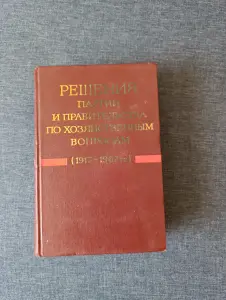 РЕШЕНИЯ
ПАРТИИ
И ПРАВИТЕЛЬСТВА
ПО ХОЗЯЙСТВЕННЫМ
ВОПРОСАМ